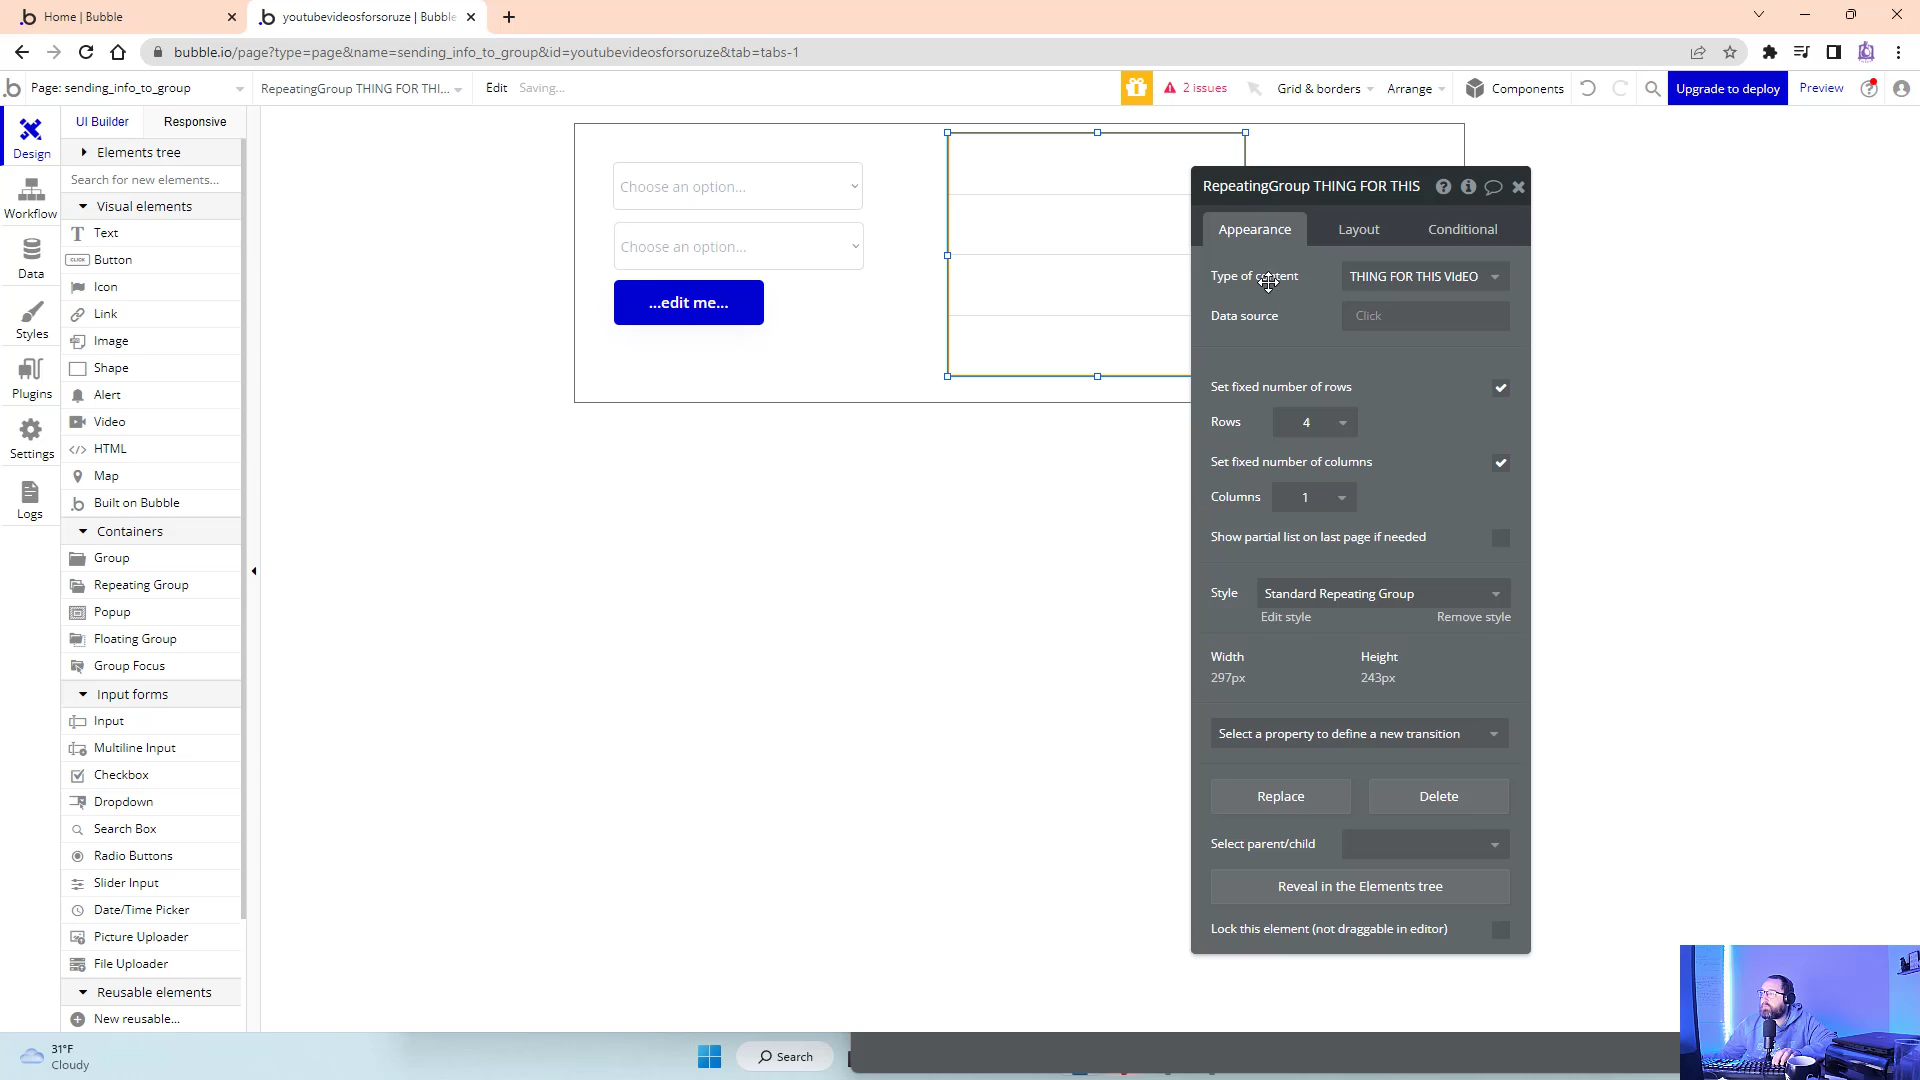 Home | Bubble
youtubevideosforsoruze | Bubble
bubble.io/page?type=page&name=sending_info_to_group&id=youtubevideosforsoruze&tab=tabs-1
Page: sending_info_to_group
RepeatingGroup THING FOR THI...
Edit
Saving...
2 issues
Grid & borders
Arrange
Components
Upgrade to deploy
Preview
Design
Workflow
Data
Styles
Plugins
Settings
Logs
UI Builder
Responsive
Elements tree
Search for new elements...
Visual elements
Text
CLICK
Button
Icon
Link
Image
Shape
Alert
Video
HTML
Map
Built on Bubble
Containers
Group
Repeating Group
Popup
Floating Group
Group Focus
Input forms
Input
Multiline Input
Checkbox
Dropdown
Search Box
Radio Buttons
Slider Input
Date/Time Picker
Picture Uploader
File Uploader
Reusable elements
New reusable...
Choose an option...
Choose an option...
...edit me...
RepeatingGroup THING FOR THIS
Appearance
Layout
Conditional
Type of content
THING FOR THIS VIdEO
Data source
Click
Set fixed number of rows
Rows
4
Set fixed number of columns
Columns
1
Show partial list on last page if needed
Style
Standard Repeating Group
Edit style
Remove style
Width
Height
297px
243px
Select a property to define a new transition
Replace
Delete
Select parent/child
Reveal in the Elements tree
Lock this element (not draggable in editor)
31°F
Cloudy
Search